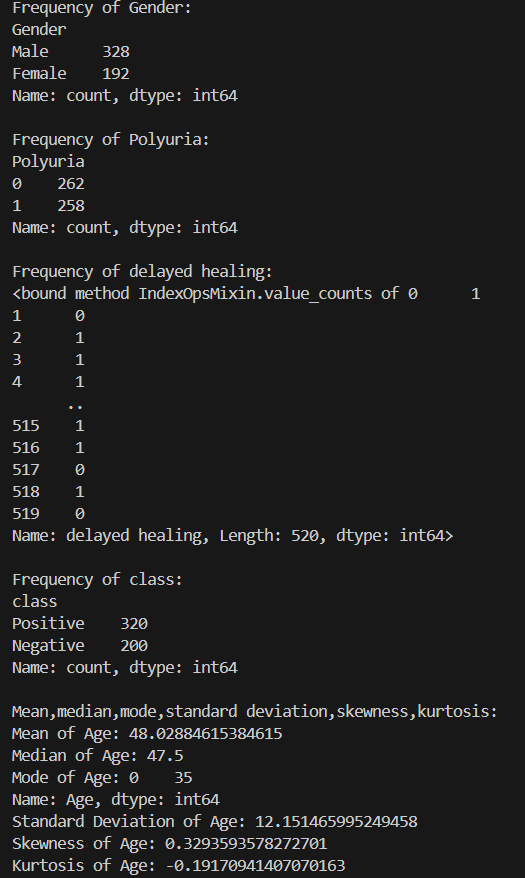 Frequency of Gender:
Gender
Male      328
Female    192
Name: count, dtype: int64

Frequency of Polyuria:
Polyuria
0    262
1    258
Name: count, dtype: int64

Frequency of delayed healing:
<bound method IndexOpsMixin.value_counts of 0      1
1      0
2      1
3      1
4      1
      ..
515    1
516    1
517    0
518    1
519    0
Name: delayed healing, Length: 520, dtype: int64>

Frequency of class:
class
Positive    320
Negative    200
Name: count, dtype: int64

Mean,median,mode,standard deviation,skewness,kurtosis:
Mean of Age: 48.02884615384615
Median of Age: 47.5
Mode of Age: 0    35
Name: Age, dtype: int64
Standard Deviation of Age: 12.151465995249458
Skewness of Age: 0.3293593578272701
Kurtosis of Age: -0.19170941407070163